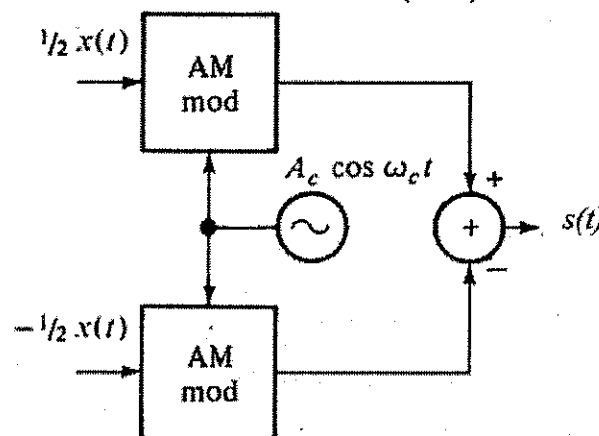 ½ x(t)
AM
mod
A_c cos ω_c t
+
+
s(t)
−
−½ x(t)
AM
mod